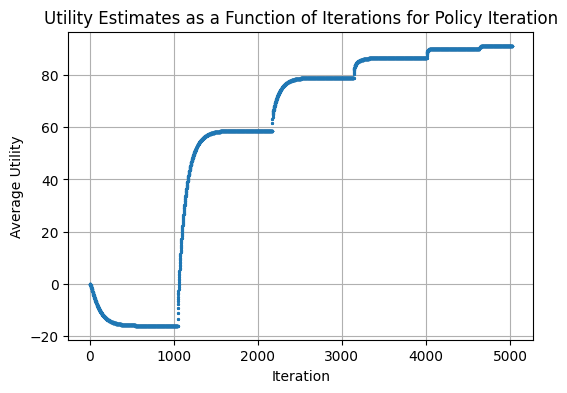 Utility Estimates as a Function of Iterations for Policy Iteration
Average Utility
80
60
40
20
0
−20
0 1000 2000 3000 4000 5000
Iteration